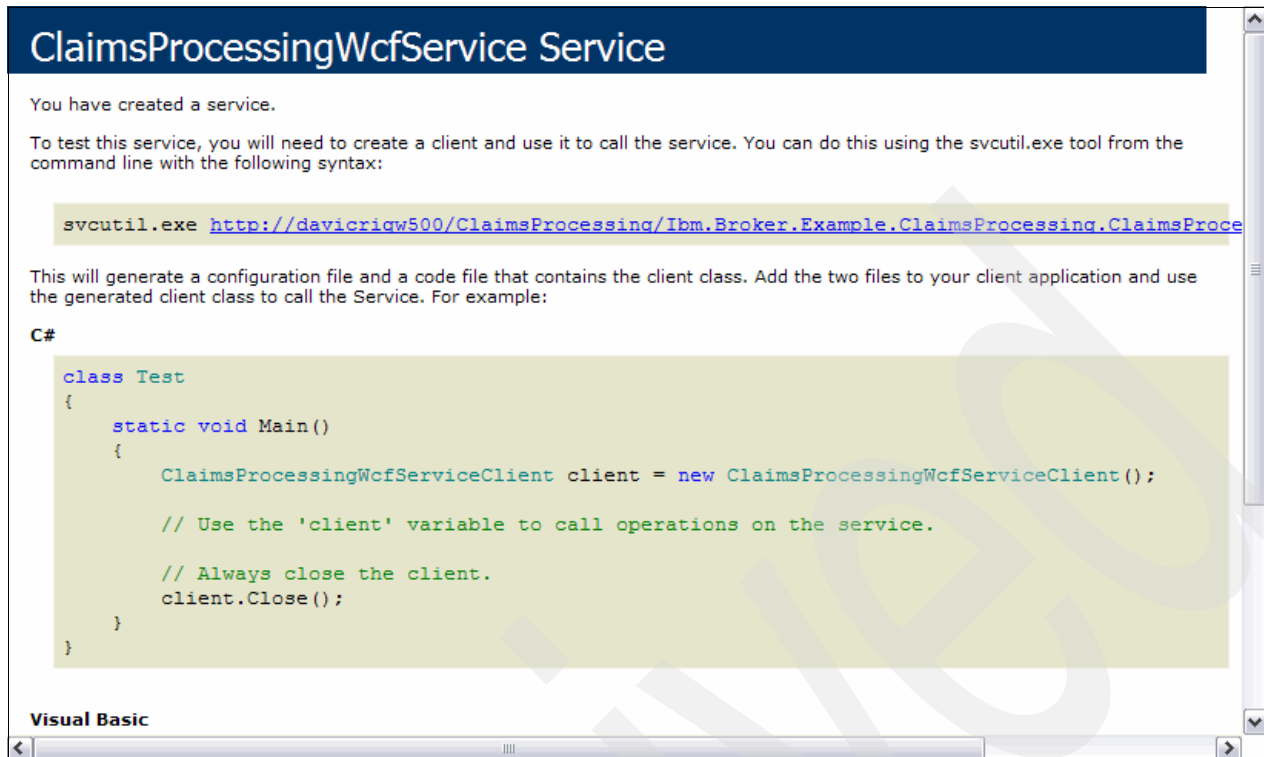 ClaimsProcessingWcfService Service
You have created a service.
To test this service, you will need to create a client and use it to call the service. You can do this using the svcutil.exe tool from the
command line with the following syntax:
svcutil.exe http://davicrigw500/ClaimsProcessing/Ibm.Broker.Example.ClaimsProcessing.ClaimsProce
This will generate a configuration file and a code file that contains the client class. Add the two files to your client application and use
the generated client class to call the Service. For example:
C#
class Test
{
static void Main()
{
ClaimsProcessingWcfServiceClient client = new ClaimsProcessingWcfServiceClient();
// Use the 'client' variable to call operations on the service.
// Always close the client.
client.Close();
}
}
Visual Basic